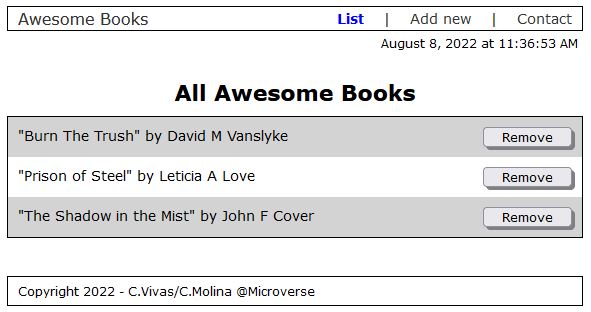 Awesome Books List | Add new | Contact
August 8, 2022 at 11:36:53 AM
All Awesome Books
"Burn The Trush" by David M Vanslyke Remove
"Prison of Steel" by Leticia A Love Remove
"The Shadow in the Mist" by John F Cover Remove
Copyright 2022 - C.Vivas/C.Molina @Microverse